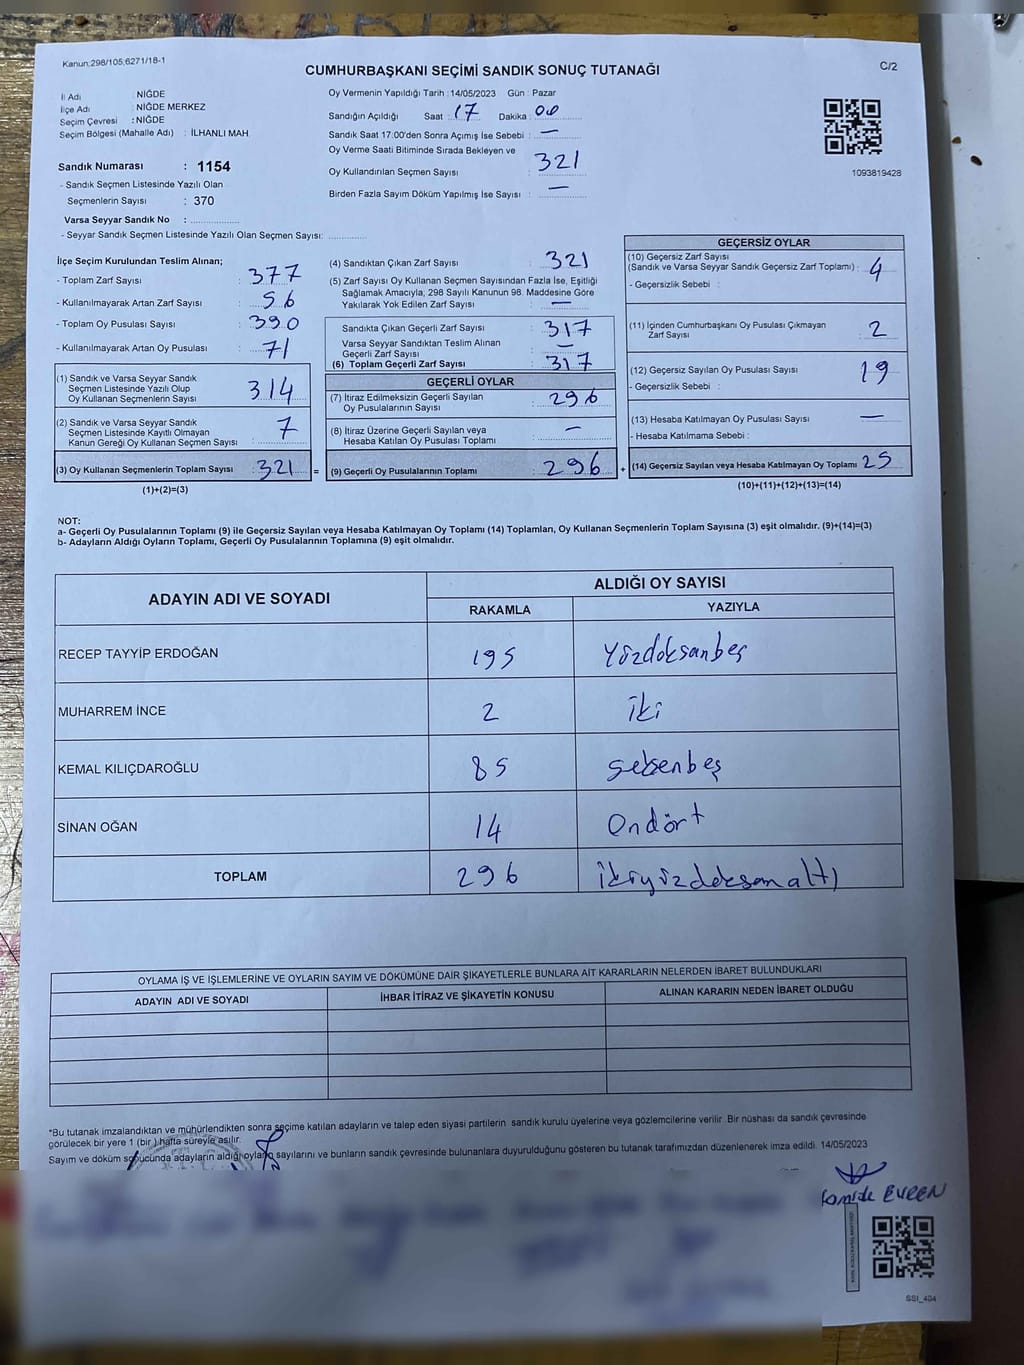 Kanun:298/105;6271/18-1
CUMHURBAŞKANI SEÇİMİ SANDIK SONUÇ TUTANAĞI
C/2
İl Adı : NİĞDE
İlçe Adı : NİĞDE MERKEZ
Seçim Çevresi : NİĞDE
Seçim Bölgesi (Mahalle Adı) : İLHANLI MAH.
Sandık Numarası : 1154
- Sandık Seçmen Listesinde Yazılı Olan
Seçmenlerin Sayısı : 370
Varsa Seyyar Sandık No : ................
- Seyyar Sandık Seçmen Listesinde Yazılı Olan Seçmen Sayısı: ............
Oy Vermenin Yapıldığı Tarih : 14/05/2023 Gün : Pazar
Sandığın Açıldığı Saat 17 Dakika : 00
Sandık Saat 17:00'den Sonra Açımış İse Sebebi : —
Oy Verme Saati Bitiminde Sırada Bekleyen ve
Oy Kullandırılan Seçmen Sayısı : 321
Birden Fazla Sayım Döküm Yapılmış İse Sayısı : —
1093819428
İlçe Seçim Kurulundan Teslim Alınan;
- Toplam Zarf Sayısı : 377
- Kullanılmayarak Artan Zarf Sayısı : 56
- Toplam Oy Pusulası Sayısı : 390
- Kullanılmayarak Artan Oy Pusulası : 71
(1) Sandık ve Varsa Seyyar Sandık
Seçmen Listesinde Yazılı Olup
Oy Kullanan Seçmenlerin Sayısı : 314
(2) Sandık ve Varsa Seyyar Sandık
Seçmen Listesinde Kayıtlı Olmayan
Kanun Gereği Oy Kullanan Seçmen Sayısı : 7
(3) Oy Kullanan Seçmenlerin Toplam Sayısı : 321 =
(1)+(2)=(3)
(4) Sandıktan Çıkan Zarf Sayısı : 321
(5) Zarf Sayısı Oy Kullanan Seçmen Sayısından Fazla İse, Eşitliği
Sağlamak Amacıyla, 298 Sayılı Kanunun 98. Maddesine Göre
Yakılarak Yok Edilen Zarf Sayısı : —
Sandıkta Çıkan Geçerli Zarf Sayısı : 317
Varsa Seyyar Sandıktan Teslim Alınan
Geçerli Zarf Sayısı : —
(6) Toplam Geçerli Zarf Sayısı : 317
GEÇERLİ OYLAR
(7) İtiraz Edilmeksizin Geçerli Sayılan
Oy Pusulalarının Sayısı : 296
(8) İtiraz Üzerine Geçerli Sayılan veya
Hesaba Katılan Oy Pusulası Toplamı : —
(9) Geçerli Oy Pusulalarının Toplamı : 296 +
GEÇERSİZ OYLAR
(10) Geçersiz Zarf Sayısı
(Sandık ve Varsa Seyyar Sandık Geçersiz Zarf Toplamı) : 4
- Geçersizlik Sebebi :
(11) İçinden Cumhurbaşkanı Oy Pusulası Çıkmayan
Zarf Sayısı : 2
(12) Geçersiz Sayılan Oy Pusulası Sayısı : 19
- Geçersizlik Sebebi :
(13) Hesaba Katılmayan Oy Pusulası Sayısı : —
- Hesaba Katılmama Sebebi :
(14) Geçersiz Sayılan veya Hesaba Katılmayan Oy Toplamı : 25
(10)+(11)+(12)+(13)=(14)
NOT:
a- Geçerli Oy Pusulalarının Toplamı (9) ile Geçersiz Sayılan veya Hesaba Katılmayan Oy Toplamı (14) Toplamları, Oy Kullanan Seçmenlerin Toplam Sayısına (3) eşit olmalıdır. (9)+(14)=(3)
b- Adayların Aldığı Oyların Toplamı, Geçerli Oy Pusulalarının Toplamına (9) eşit olmalıdır.
ADAYIN ADI VE SOYADI
ALDIĞI OY SAYISI
RAKAMLA YAZIYLA
RECEP TAYYİP ERDOĞAN 195 Yüzdoksanbeş
MUHARREM İNCE 2 iki
KEMAL KILIÇDAROĞLU 85 seksenbeş
SİNAN OĞAN 14 Ondört
TOPLAM 296 ikiyüzdoksanaltı
OYLAMA İŞ VE İŞLEMLERİNE VE OYLARIN SAYIM VE DÖKÜMÜNE DAİR ŞİKAYETLERLE BUNLARA AİT KARARLARIN NELERDEN İBARET BULUNDUKLARI
ADAYIN ADI VE SOYADI İHBAR İTİRAZ VE ŞİKAYETİN KONUSU ALINAN KARARIN NEDEN İBARET OLDUĞU
*Bu tutanak imzalandıktan ve mühürlendikten sonra seçime katılan adayların ve talep eden siyasi partilerin sandık kurulu üyelerine veya gözlemcilerine verilir. Bir nüshası da sandık çevresinde
görülecek bir yere 1 (bir) hafta süreyle asılır.
Sayım ve döküm sonucunda adayların aldığı oyların sayılarını ve bunların sandık çevresinde bulunanlara duyurulduğunu gösteren bu tutanak tarafımızdan düzenlenerek imza edildi. 14/05/2023
EVREN
SSI_404